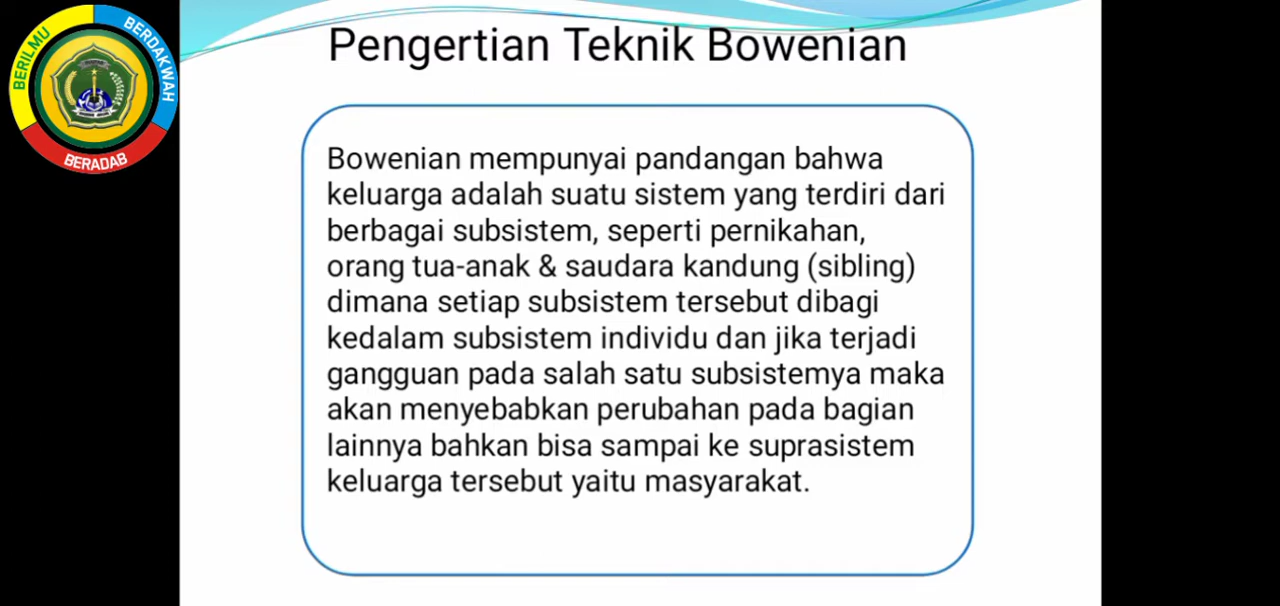 BERILMU
BERDAKWAH
BERADAB
Pengertian Teknik Bowenian
Bowenian mempunyai pandangan bahwa
keluarga adalah suatu sistem yang terdiri dari
berbagai subsistem, seperti pernikahan,
orang tua-anak & saudara kandung (sibling)
dimana setiap subsistem tersebut dibagi
kedalam subsistem individu dan jika terjadi
gangguan pada salah satu subsistemya maka
akan menyebabkan perubahan pada bagian
lainnya bahkan bisa sampai ke suprasistem
keluarga tersebut yaitu masyarakat.